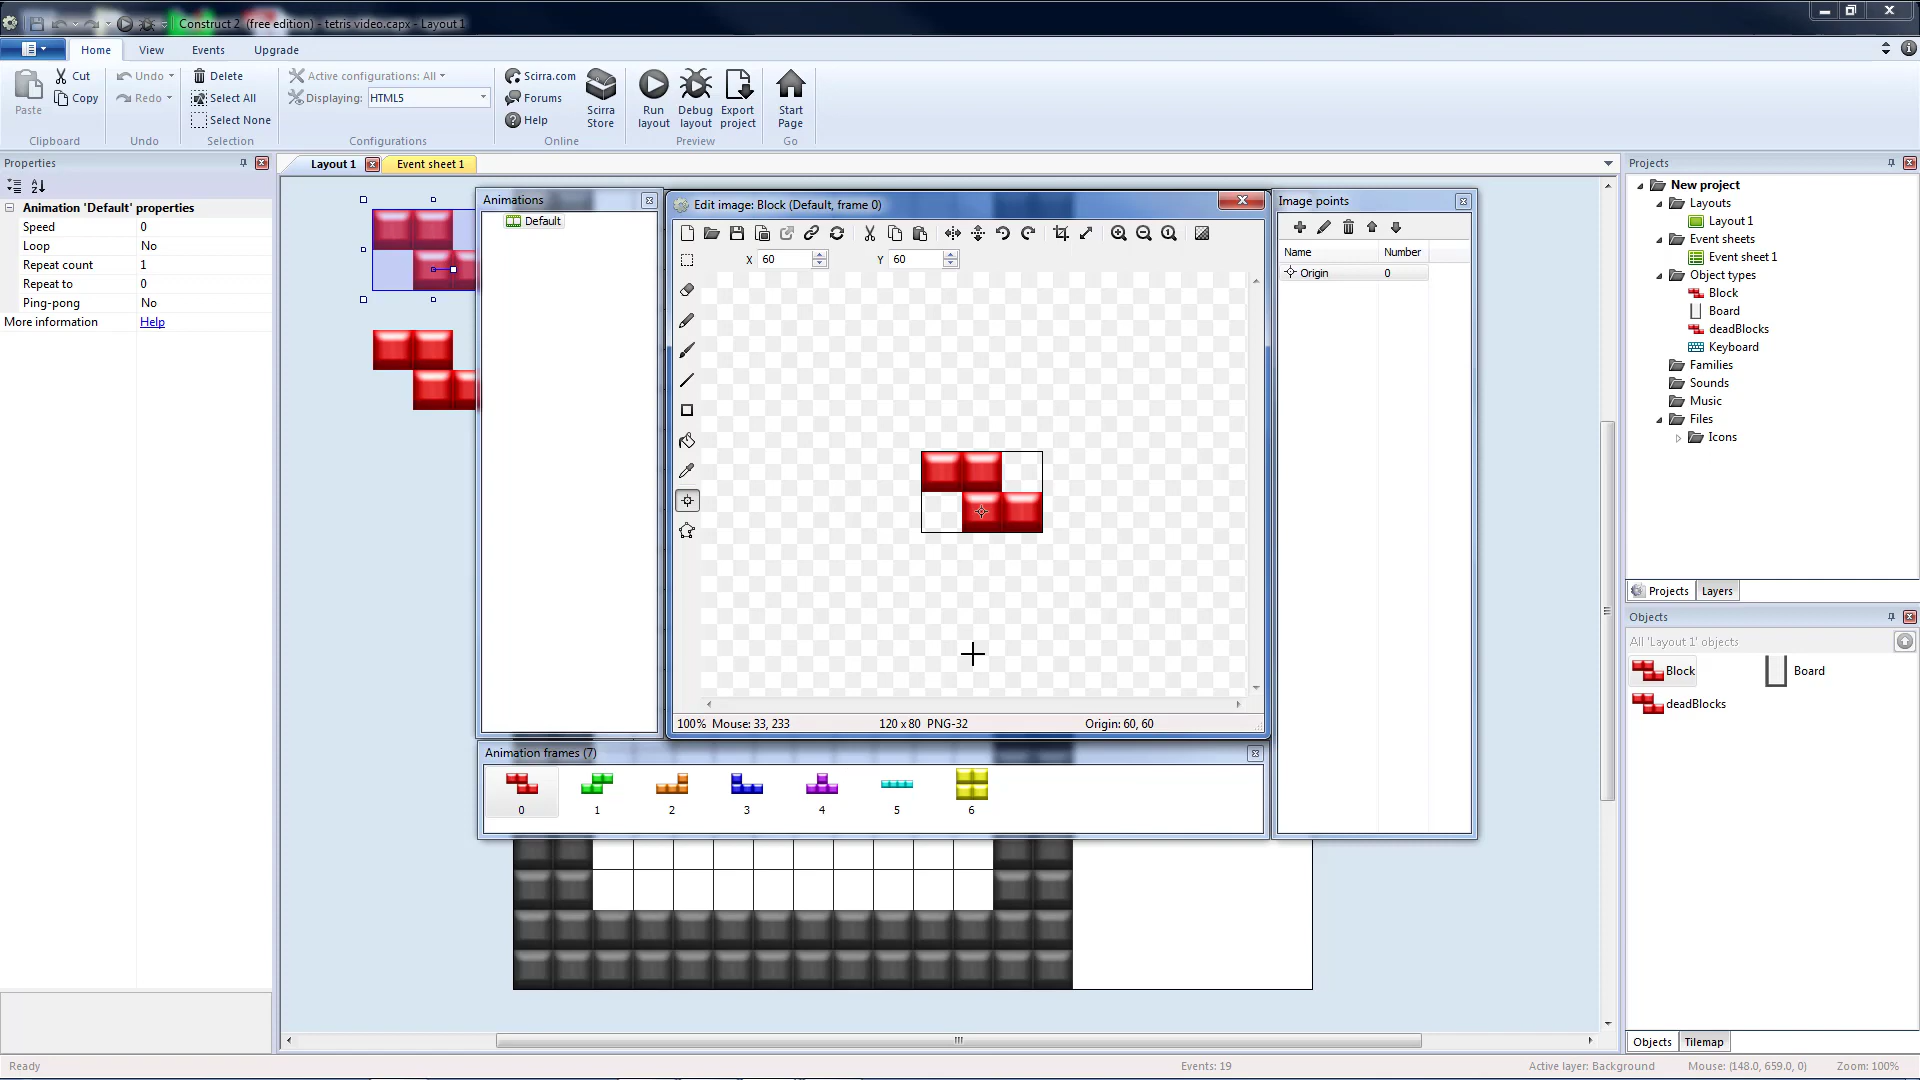 Construct 2 (free edition) - tetris video.capx - Layout 1
Home View Events Upgrade
Paste Cut Copy Clipboard
Undo Redo Undo
Delete Select All Select None Selection
Active configurations: All
Displaying: HTML5
Configurations
Scirra.com Forums Help Scirra Store Online
Run layout Debug layout Export project Preview
Start Page Go
Properties
Animation 'Default' properties
Speed 0
Loop No
Repeat count 1
Repeat to 0
Ping-pong No
More information Help
Layout 1 Event sheet 1
Animations
Default
Edit image: Block (Default, frame 0)
X 60 Y 60
100% Mouse: 33, 233 120 x 80 PNG-32 Origin: 60, 60
Animation frames (7)
0 1 2 3 4 5 6
Image points
Name Number
Origin 0
Projects
New project
Layouts
Layout 1
Event sheets
Event sheet 1
Object types
Block
Board
deadBlocks
Keyboard
Families
Sounds
Music
Files
Icons
Projects Layers
Objects
All 'Layout 1' objects
Block Board
deadBlocks
Objects Tilemap
Ready Events: 19 Active layer: Background Mouse: (148.0, 659.0, 0) Zoom: 100%